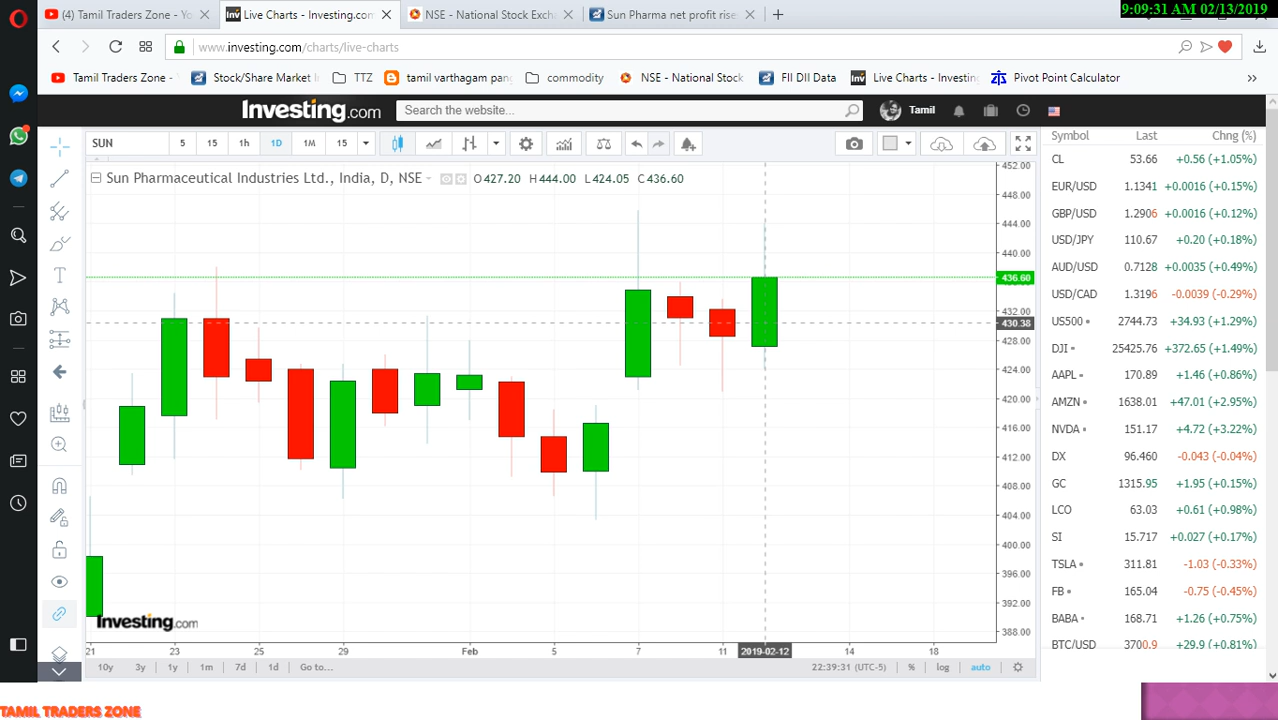 Tamil Traders Zone - Yo
Live Charts - Investing.com
NSE - National Stock Exch
Sun Pharma net profit rise
9:09:31 AM 02/13/2019
www.investing.com/charts/live-charts
Tamil Traders Zone -
Stock/Share Market I
TTZ
tamil varthagam pan
commodity
NSE - National Stock
FII DII Data
Inv Live Charts - Investin
Pivot Point Calculator
Investing.com
Search the website...
Tamil
SUN
5 15 1h 1D 1M 15
Sun Pharmaceutical Industries Ltd., India, D, NSE O427.20 H444.00 L424.05 C436.60
452.00
448.00
444.00
440.00
436.60
432.00
430.38
428.00
424.00
420.00
416.00
412.00
408.00
404.00
400.00
396.00
392.00
388.00
Investing.com
21 23 25 29 Feb 5 7 11 2019-02-12 14 18
10y 3y 1y 1m 7d 1d Go to... 22:39:31 (UTC-5) % log auto
Symbol Last Chng (%)
CL 53.66 +0.56 (+1.05%)
EUR/USD 1.1341 +0.0016 (+0.15%)
GBP/USD 1.2906 +0.0016 (+0.12%)
USD/JPY 110.67 +0.20 (+0.18%)
AUD/USD 0.7128 +0.0035 (+0.49%)
USD/CAD 1.3196 -0.0039 (-0.29%)
US500 2744.73 +34.93 (+1.29%)
DJI 25425.76 +372.65 (+1.49%)
AAPL 170.89 +1.46 (+0.86%)
AMZN 1638.01 +47.01 (+2.95%)
NVDA 151.17 +4.72 (+3.22%)
DX 96.460 -0.043 (-0.04%)
GC 1315.95 +1.95 (+0.15%)
LCO 63.03 +0.61 (+0.98%)
SI 15.717 +0.027 (+0.17%)
TSLA 311.81 -1.03 (-0.33%)
FB 165.04 -0.75 (-0.45%)
BABA 168.71 +1.26 (+0.75%)
BTC/USD 3700.9 +29.9 (+0.81%)
TAMIL TRADERS ZONE